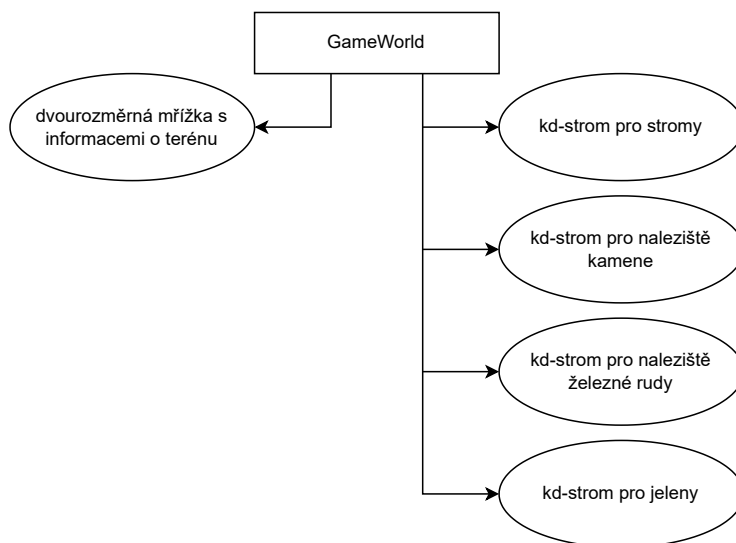 GameWorld
dvourozměrná mřížka s
informacemi o terénu
kd-strom pro stromy
kd-strom pro naleziště
kamene
kd-strom pro naleziště
železné rudy
kd-strom pro jeleny